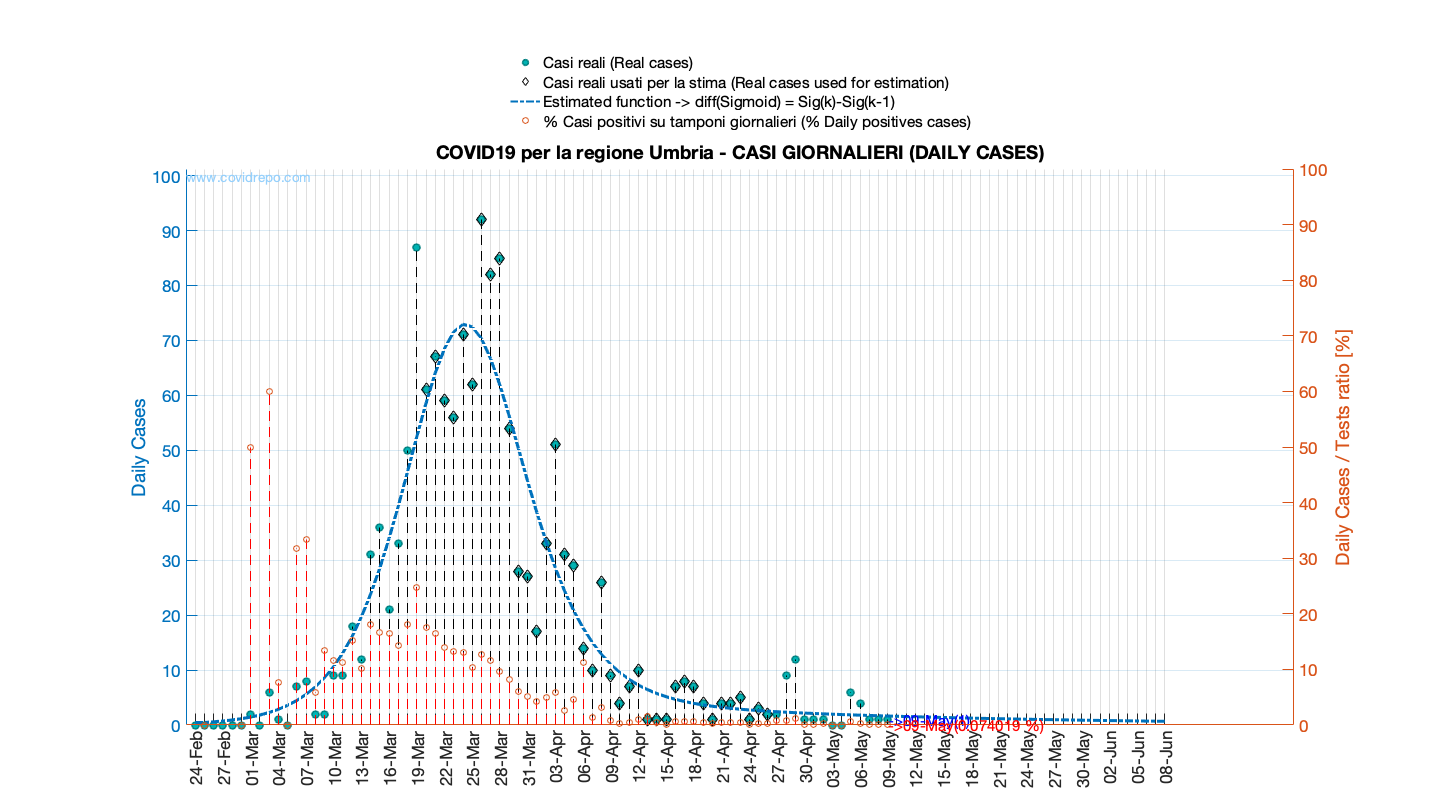 Casi reali (Real cases)
Casi reali usati per la stima (Real cases used for estimation)
Estimated function -> diff(Sigmoid) = Sig(k)-Sig(k-1)
% Casi positivi su tamponi giornalieri (% Daily positives cases)
COVID19 per la regione Umbria - CASI GIORNALIERI (DAILY CASES)
www.covidrepo.com
100
90
80
70
60
50
40
30
20
10
0
Daily Cases
100
90
80
70
60
50
40
30
20
10
0
Daily Cases / Tests ratio [%]
>09-May(0.074019 %)
24-Feb
27-Feb
01-Mar
04-Mar
07-Mar
10-Mar
13-Mar
16-Mar
19-Mar
22-Mar
25-Mar
28-Mar
31-Mar
03-Apr
06-Apr
09-Apr
12-Apr
15-Apr
18-Apr
21-Apr
24-Apr
27-Apr
30-Apr
03-May
06-May
09-May
12-May
15-May
18-May
21-May
24-May
27-May
30-May
02-Jun
05-Jun
08-Jun